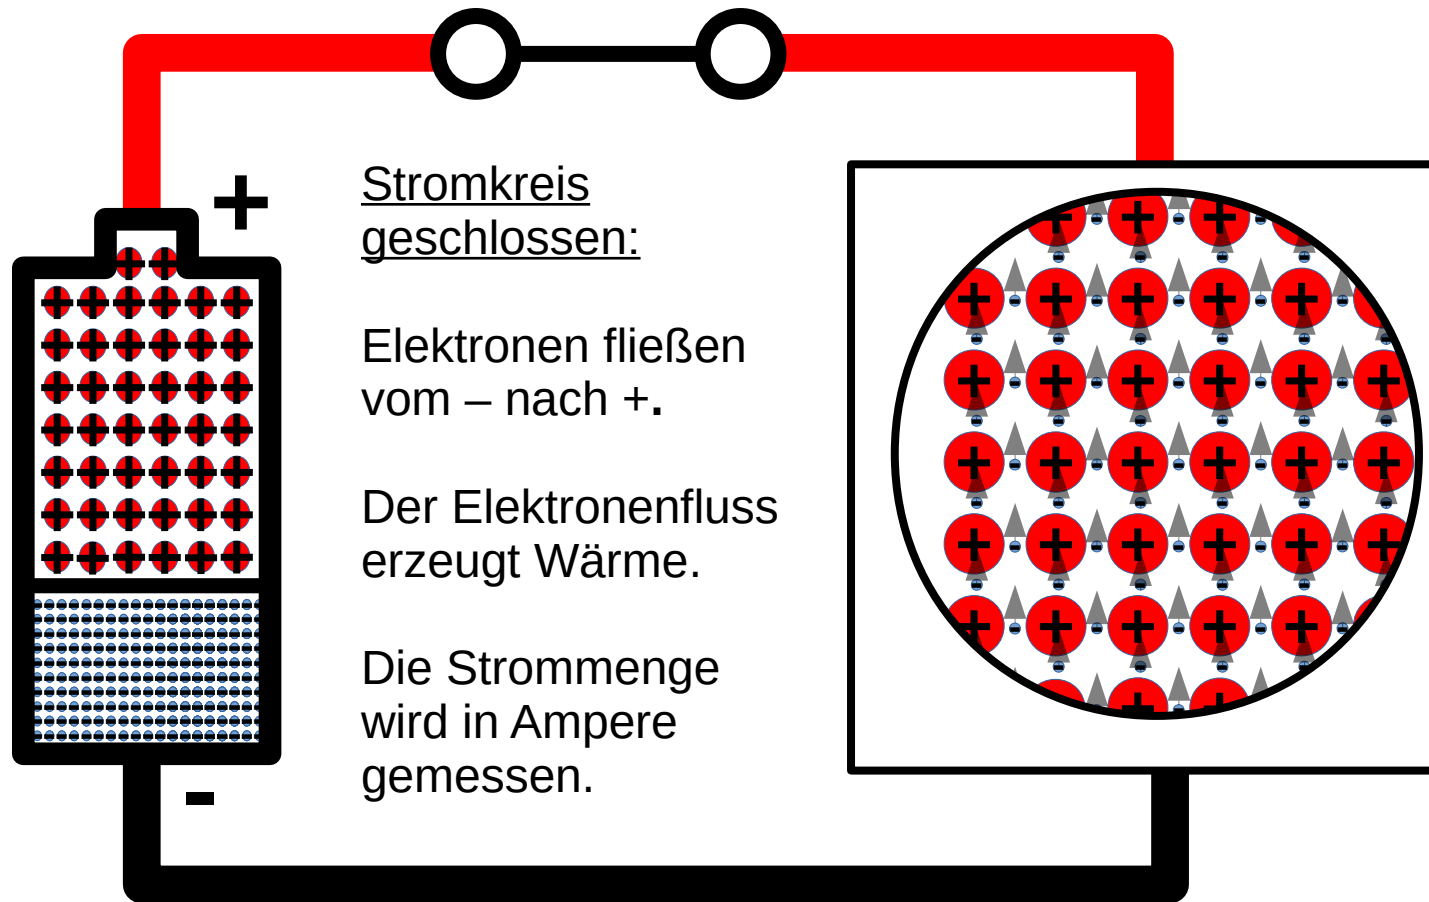 +
Stromkreis
geschlossen:
Elektronen fließen
vom – nach +.
Der Elektronenfluss
erzeugt Wärme.
Die Strommenge
wird in Ampere
gemessen.
-